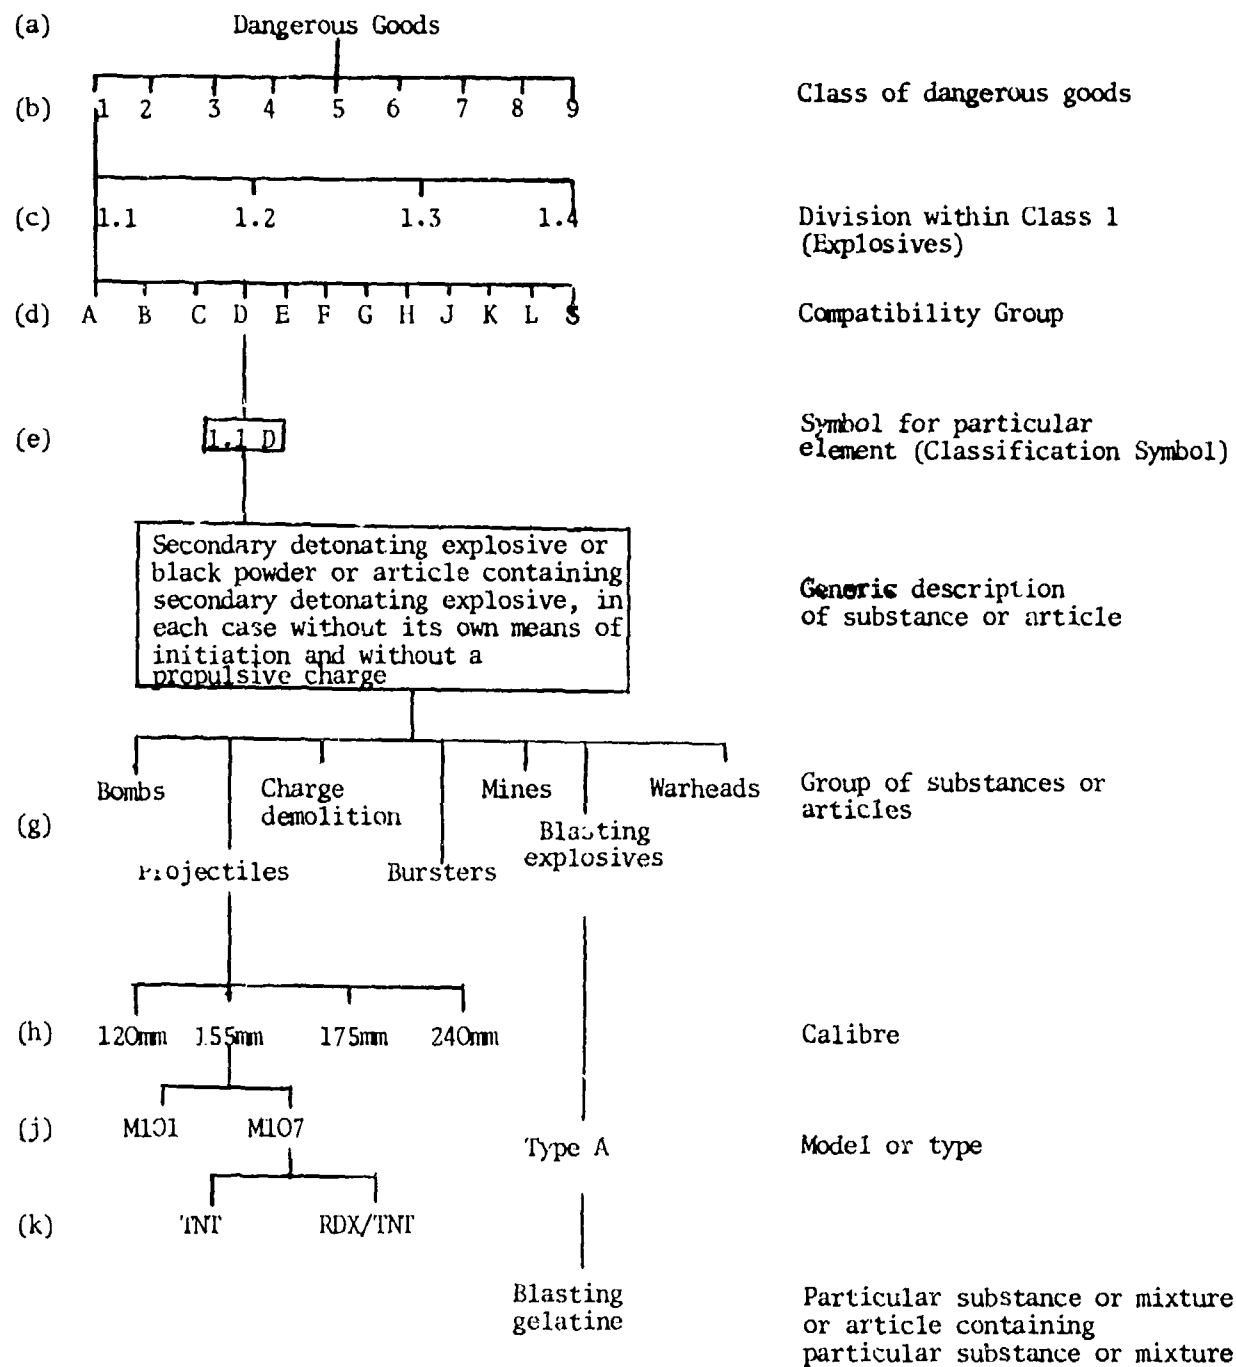 (a) Dangerous Goods
(b) 1 2 3 4 5 6 7 8 9 Class of dangerous goods
(c) 1.1 1.2 1.3 1.4 Division within Class 1
(Explosives)
(d) A B C D E F G H J K L S Compatibility Group
(e) 1.1 D Symbol for particular
element (Classification Symbol)
Secondary detonating explosive or
black powder or article containing
secondary detonating explosive, in
each case without its own means of
initiation and without a
propulsive charge
Generic description
of substance or article
Bombs Charge
demolition Mines Warheads Group of substances or
articles
(g) Blasting
explosives
Projectiles Bursters
(h) 120mm 155mm 175mm 240mm Calibre
(j) M101 M107 Type A Model or type
(k) TNT RDX/TNT
Blasting
gelatine
Particular substance or mixture
or article containing
particular substance or mixture